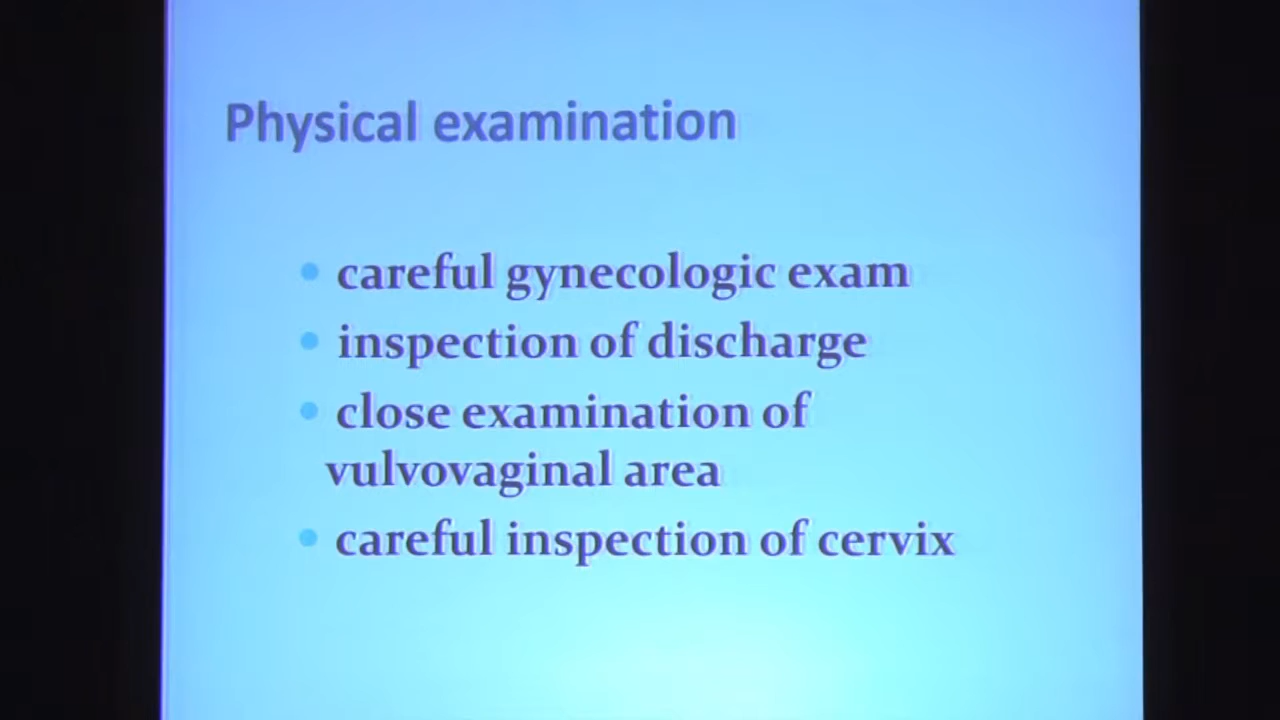 Physical examination
• careful gynecologic exam
• inspection of discharge
• close examination of
vulvovaginal area
• careful inspection of cervix